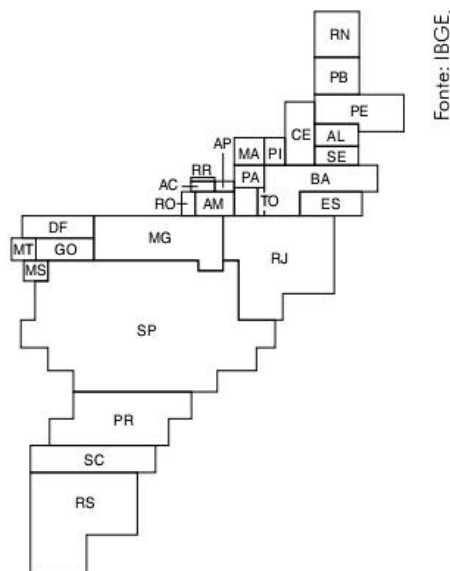 RN
Fonte: IBGE.
PB
PE
CE
AL
AP
MA
PI
SE
RR
AC
PA
BA
RO
AM
TO
ES
DF
MG
RJ
MT
GO
MS
SP
PR
SC
RS